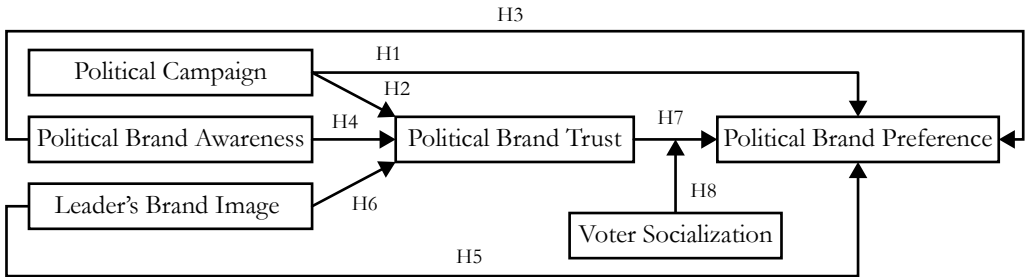 H3
Political Campaign
H1
H2
Political Brand Awareness
H4
Political Brand Trust
H7
Political Brand Preference
Leader's Brand Image
H6
H8
Voter Socialization
H5